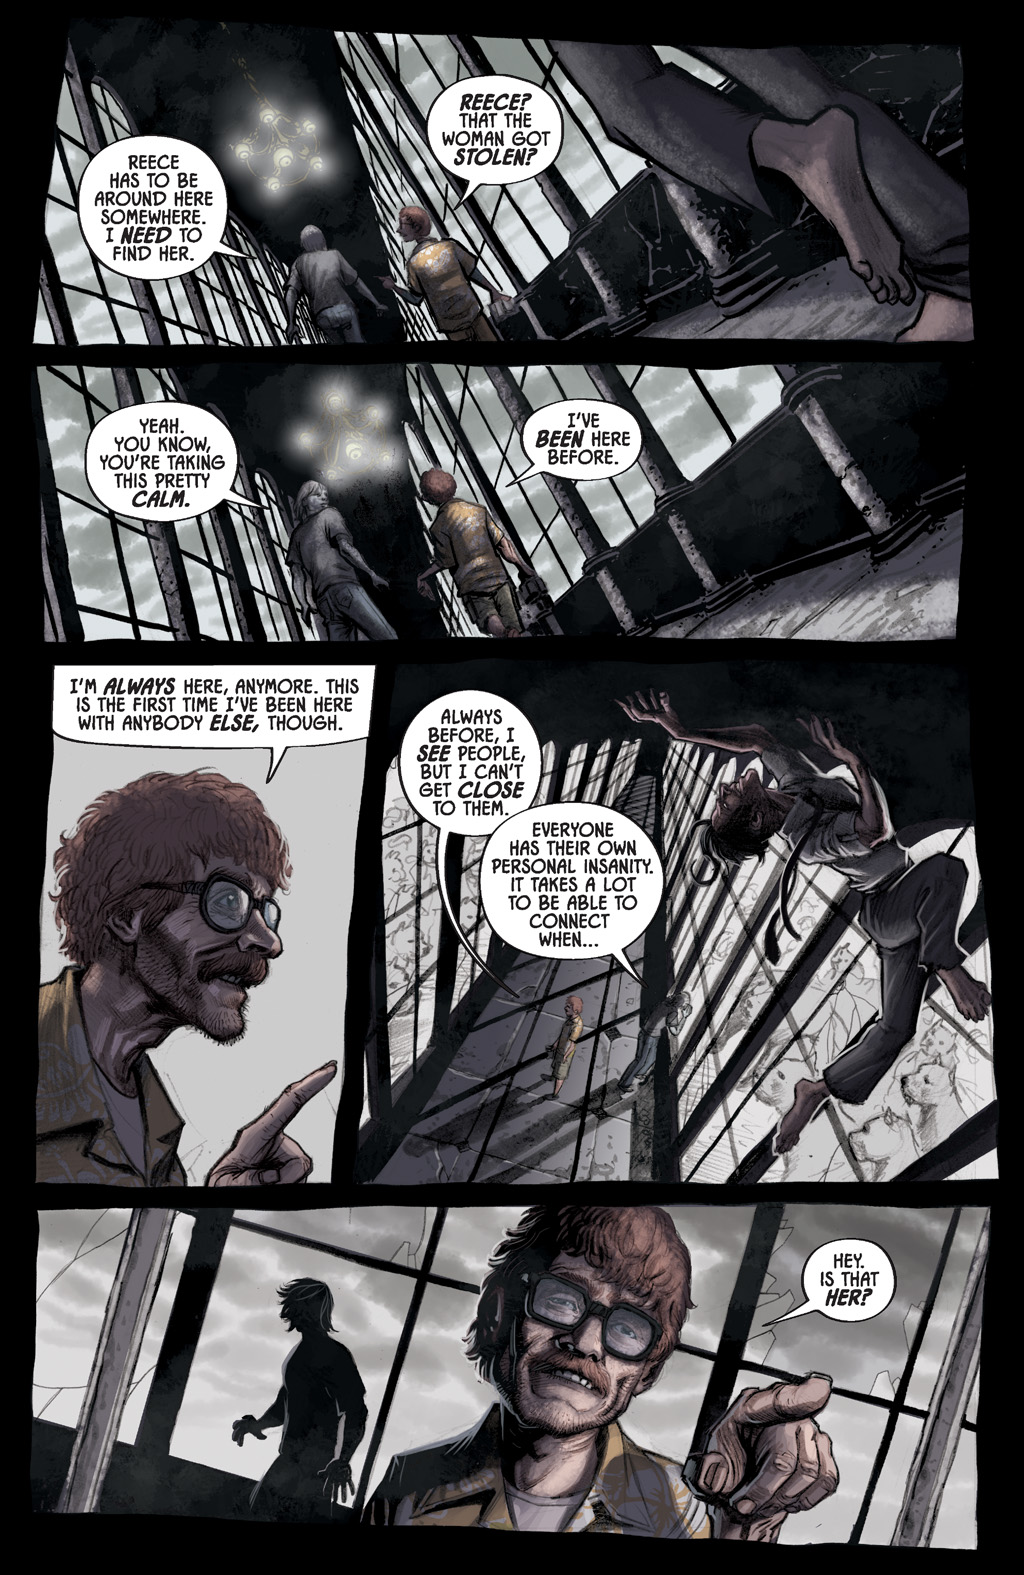 REECE
HAS TO BE
AROUND HERE
SOMEWHERE.
I NEED TO
FIND HER.
REECE?
THAT THE
WOMAN GOT
STOLEN?
YEAH.
YOU KNOW,
YOU'RE TAKING
THIS PRETTY
CALM.
I'VE
BEEN HERE
BEFORE.
I'M ALWAYS HERE, ANYMORE. THIS
IS THE FIRST TIME I'VE BEEN HERE
WITH ANYBODY ELSE, THOUGH.
ALWAYS
BEFORE, I
SEE PEOPLE,
BUT I CAN'T
GET CLOSE
TO THEM.
EVERYONE
HAS THEIR OWN
PERSONAL INSANITY.
IT TAKES A LOT
TO BE ABLE TO
CONNECT
WHEN...
HEY.
IS THAT
HER?